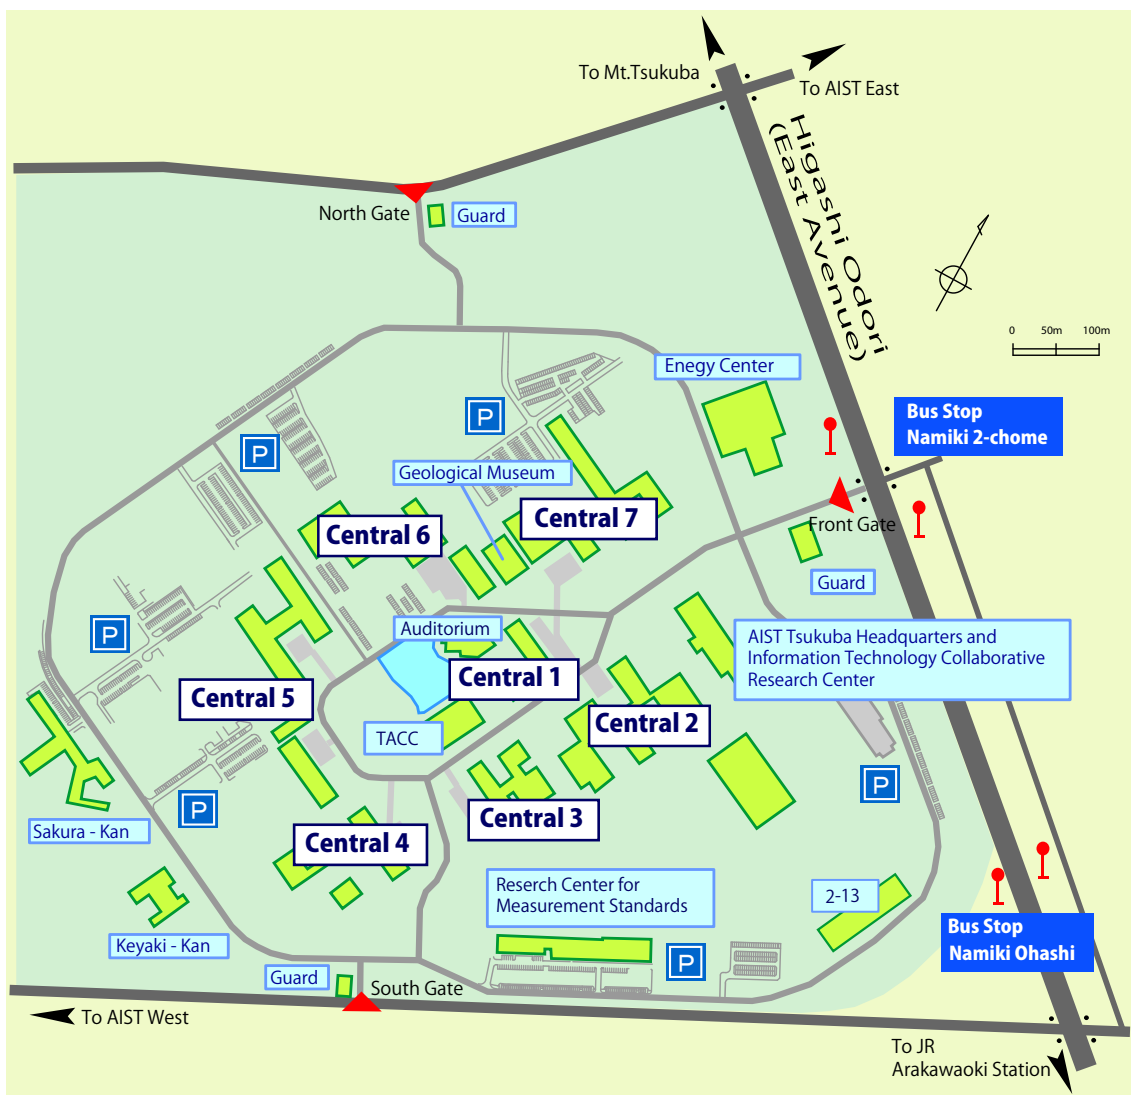 To Mt.Tsukuba
To AIST East
Higashi Odori
(East Avenue)
North Gate
Guard
0 50m 100m
Enegy Center
Bus Stop
Namiki 2-chome
P
P
Geological Museum
Central 7
Central 6
Front Gate
Guard
P
Auditorium
AIST Tsukuba Headquarters and
Information Technology Collaborative
Research Center
Central 1
Central 5
Central 2
TACC
P
P
Sakura - Kan
Central 3
Central 4
Reserch Center for
Measurement Standards
2-13
Keyaki - Kan
Bus Stop
Namiki Ohashi
P
Guard
South Gate
To AIST West
To JR
Arakawaoki Station